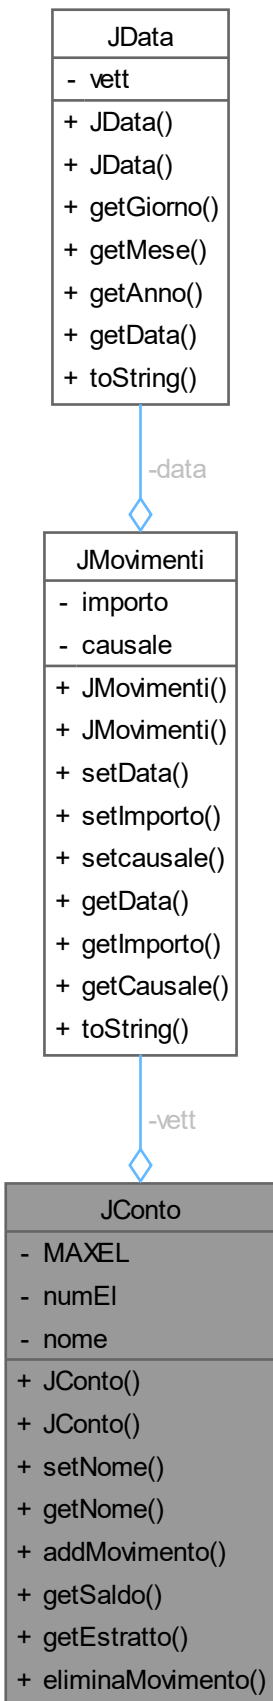 JData
- vett
+ JData()
+ JData()
+ getGiorno()
+ getMese()
+ getAnno()
+ getData()
+ toString()
-data
JMovimenti
- importo
- causale
+ JMovimenti()
+ JMovimenti()
+ setData()
+ setImporto()
+ setcausale()
+ getData()
+ getImporto()
+ getCausale()
+ toString()
-vett
JConto
- MAXEL
- numEl
- nome
+ JConto()
+ JConto()
+ setNome()
+ getNome()
+ addMovimento()
+ getSaldo()
+ getEstratto()
+ eliminaMovimento()